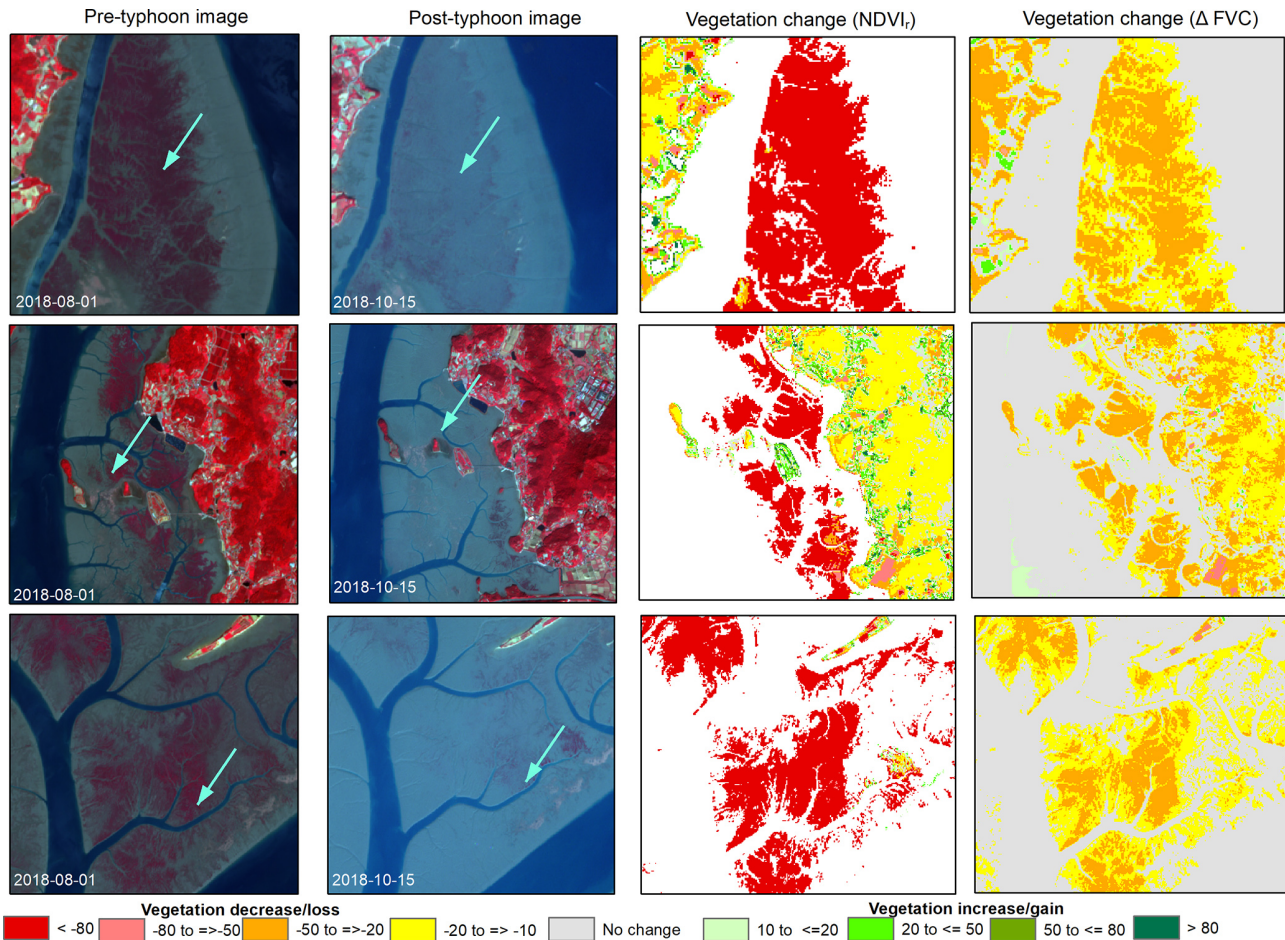 Pre-typhoon image Post-typhoon image Vegetation change (NDVIr) Vegetation change (Δ FVC)
2018-08-01 2018-10-15
2018-08-01 2018-10-15
2018-08-01 2018-10-15
Vegetation decrease/loss Vegetation increase/gain
< -80 -80 to =>-50 -50 to =>-20 -20 to => -10 No change 10 to <=20 20 to <= 50 50 to <= 80 > 80